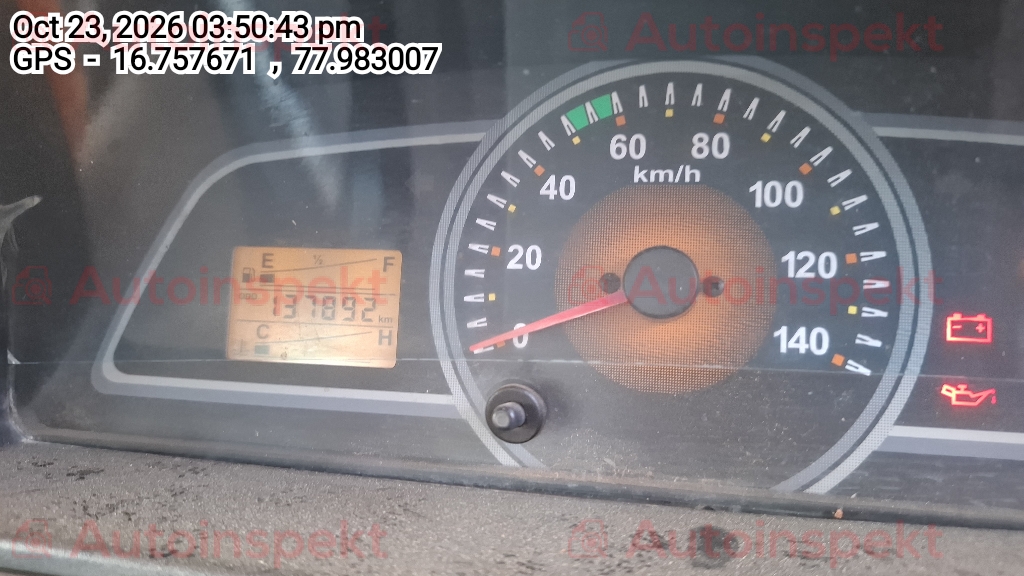 Oct 23, 2026 03:50:43 pm
GPS - 16.757671 , 77.983007
Autoinspekt Autoinspekt
60 80
km/h
40 100
E ½ F
20 120
Autoinspekt Autoinspekt
137892 km
C H
0 140
Autoinspekt Autoinspekt